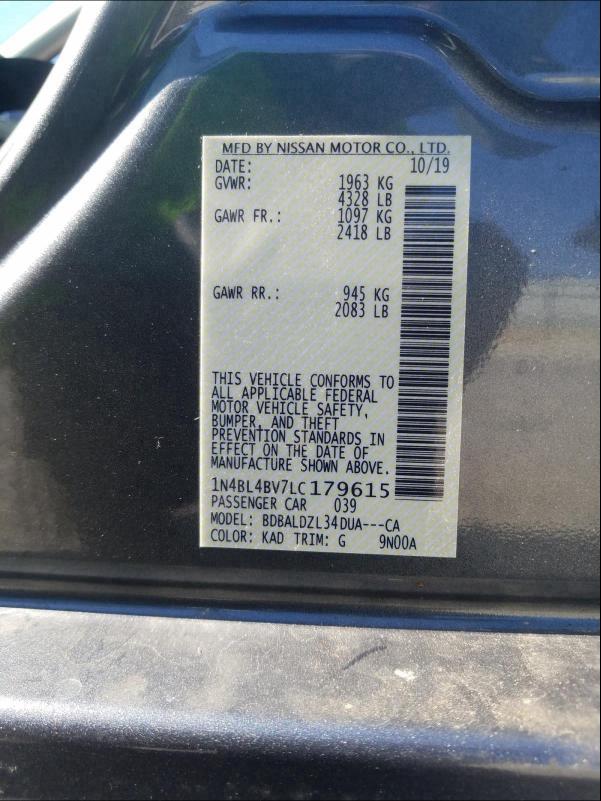 MFD BY NISSAN MOTOR CO., LTD.
DATE: 10/19
GVWR: 1963 KG
4328 LB
GAWR FR.: 1097 KG
2418 LB
GAWR RR.: 945 KG
2083 LB
THIS VEHICLE CONFORMS TO
ALL APPLICABLE FEDERAL
MOTOR VEHICLE SAFETY,
BUMPER, AND THEFT
PREVENTION STANDARDS IN
EFFECT ON THE DATE OF
MANUFACTURE SHOWN ABOVE.
1N4BL4BV7LC179615
PASSENGER CAR 039
MODEL: BDBALDZL34DUA---CA
COLOR: KAD TRIM: G 9N00A